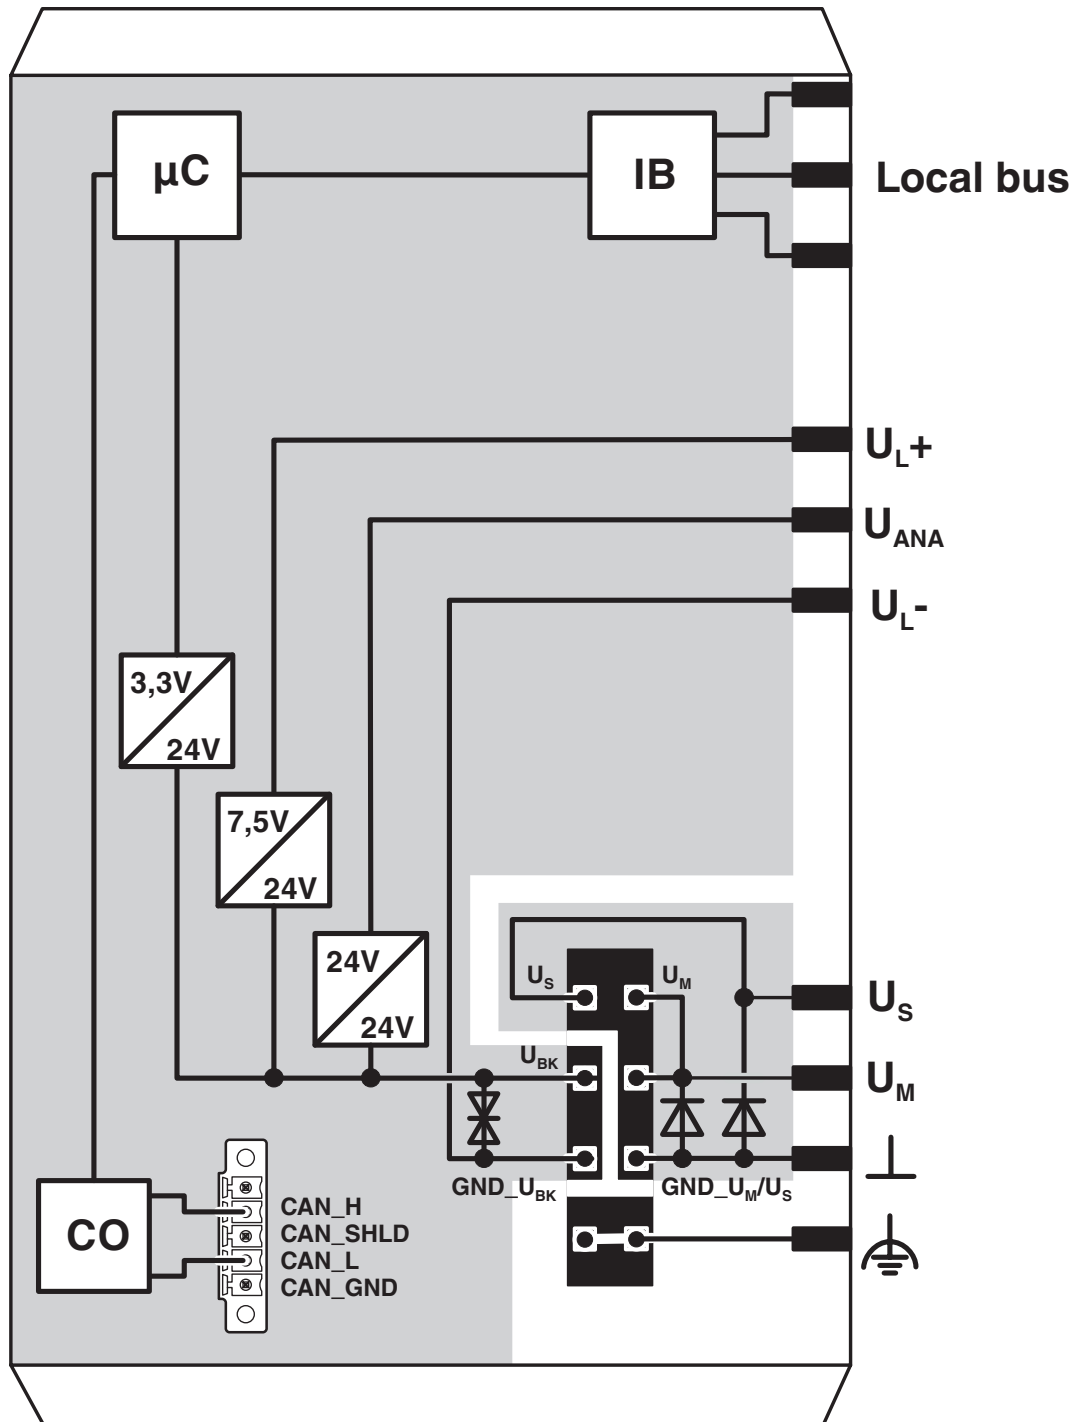 µC
IB
Local bus
UL+
UANA
UL-
3,3V
24V
7,5V
24V
24V
24V
US
UM
US
UBK
UM
GND_UBK
GND_UM/US
CO
CAN_H
CAN_SHLD
CAN_L
CAN_GND